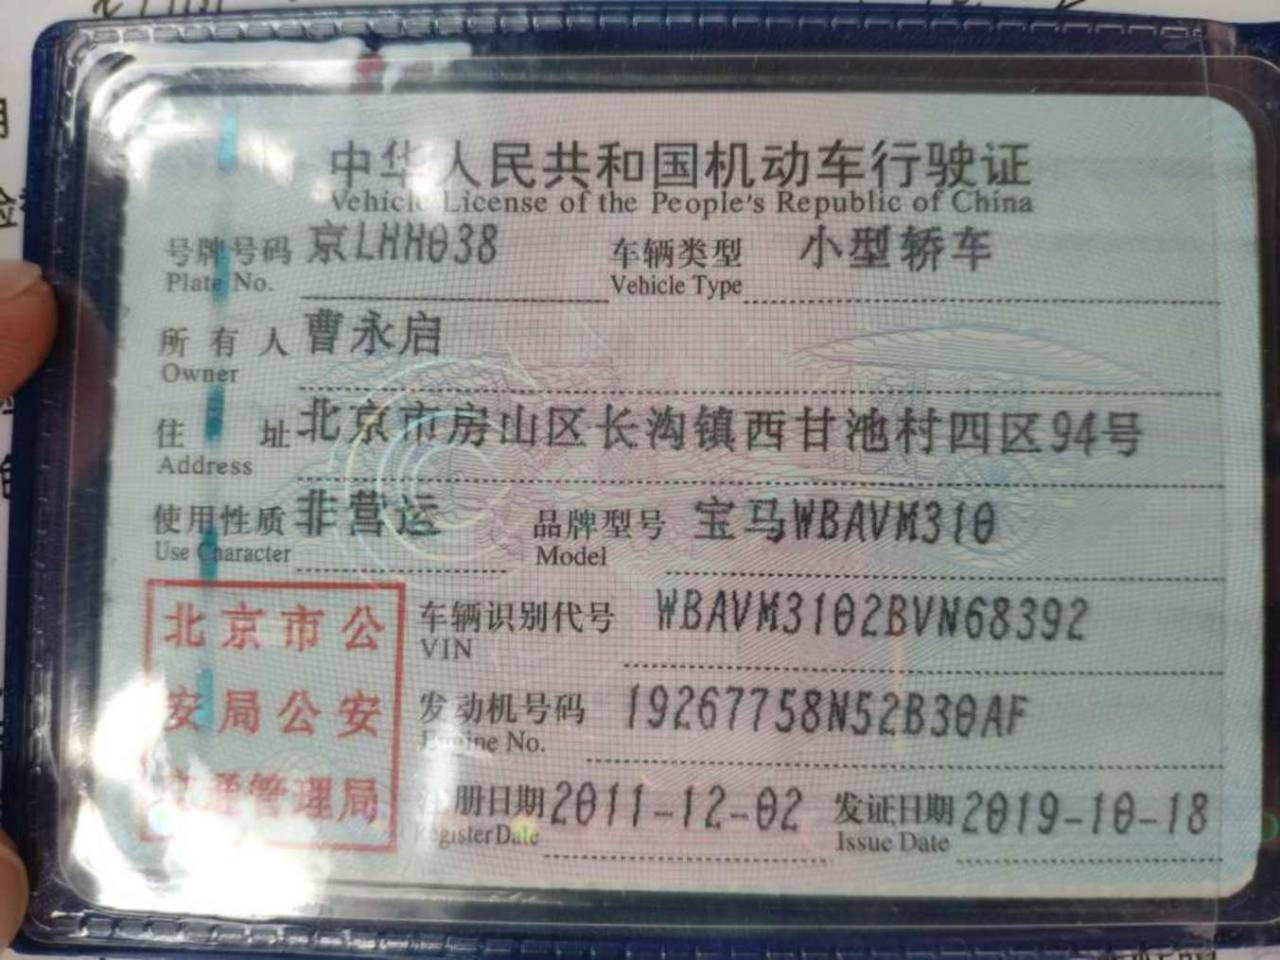 中华人民共和国机动车行驶证
Vehicle License of the People's Republic of China
号牌号码 京LHH038 车辆类型 小型轿车
Plate No. Vehicle Type
所有人 曹永启
Owner
住址 北京市房山区长沟镇西甘池村四区94号
Address
使用性质 非营运 品牌型号 宝马WBAVM310
Use Character Model
北京市公安局公安交通管理局
车辆识别代号 WBAVM3102BVN68392
VIN
发动机号码 19267758N52B30AF
Engine No.
注册日期 2011-12-02 发证日期 2019-10-18
Register Date Issue Date